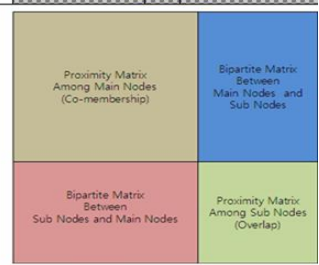 Proximity Matrix
Among Main Nodes
(Co-membership)
Bipartite Matrix
Between
Main Nodes and
Sub Nodes
Bipartite Matrix
Between
Sub Nodes and Main Nodes
Proximity Matrix
Among Sub Nodes
(Overlap)